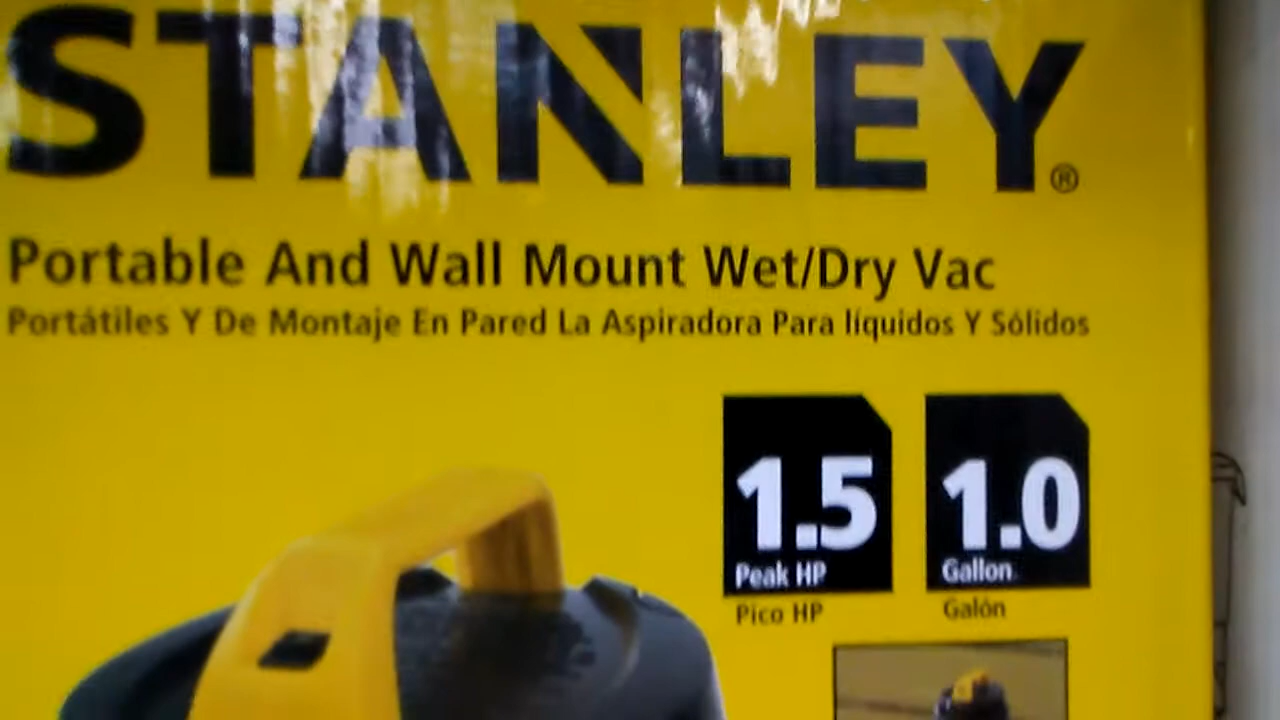 STANLEY®
Portable And Wall Mount Wet/Dry Vac
Portátiles Y De Montaje En Pared La Aspiradora Para líquidos Y Sólidos
1.5
Peak HP
Pico HP
1.0
Gallon
Galón